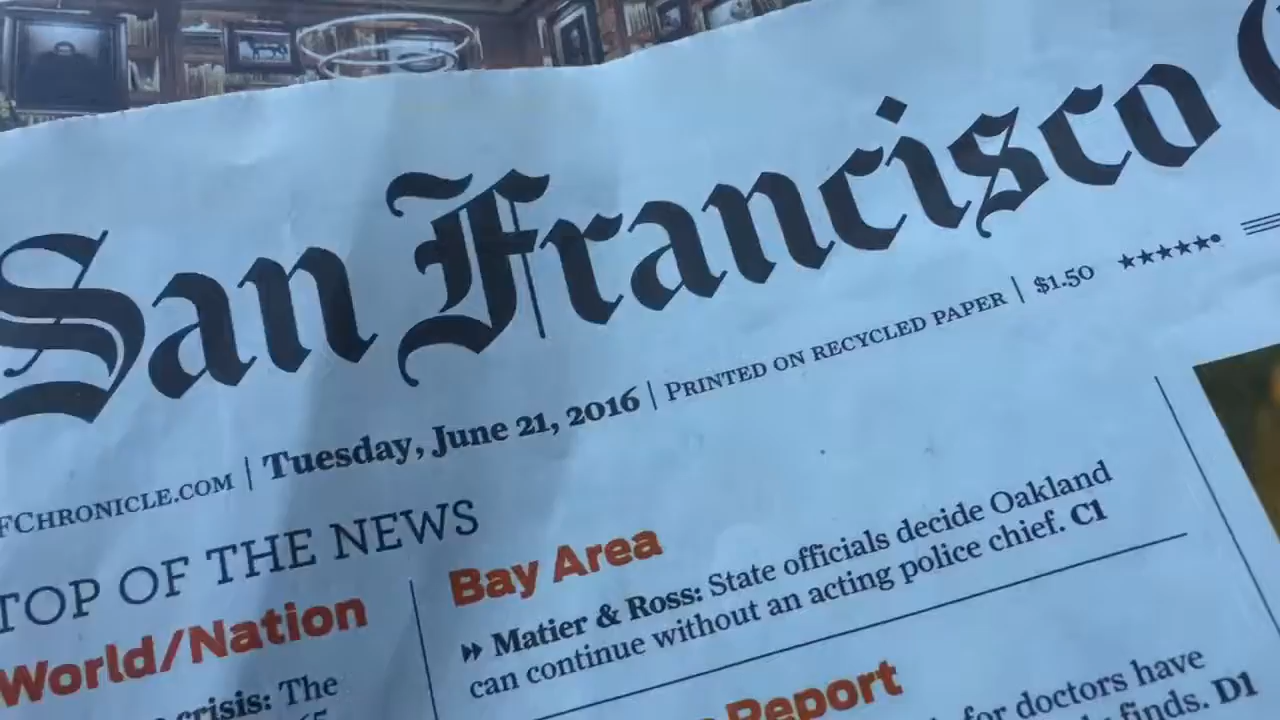 San Francisco
FCHRONICLE.COM | Tuesday, June 21, 2016 | PRINTED ON RECYCLED PAPER | $1.50 ★★★★★●
TOP OF THE NEWS
World/Nation
crisis: The
Bay Area
Matier & Ross: State officials decide Oakland
can continue without an acting police chief. C1
Report
for doctors have
finds. D1